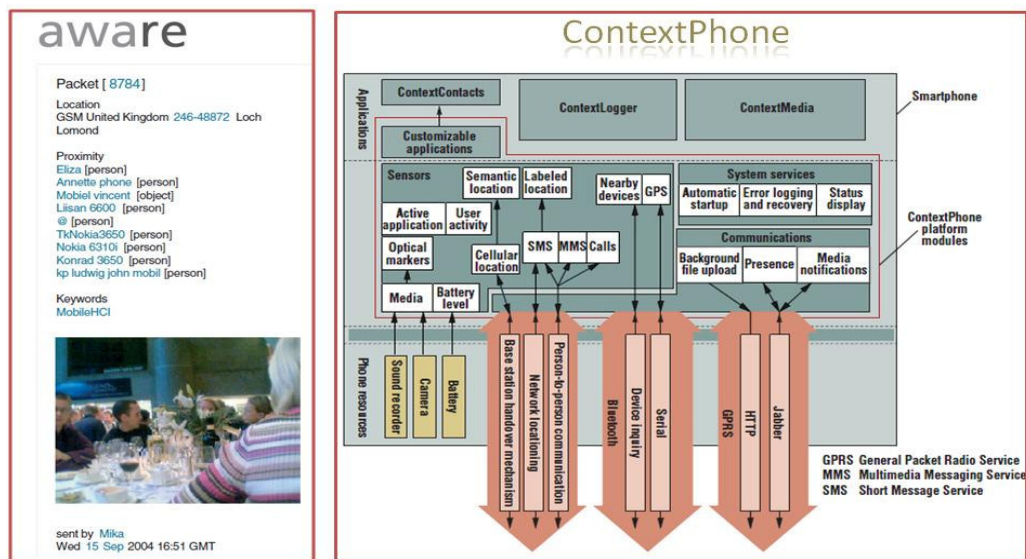 aware
Packet [ 8784]
Location
GSM United Kingdom 246-48872 Loch
Lomond
Proximity
Eliza [person]
Annette phone [person]
Mobiel vincent [object]
Liisan 6600 [person]
@ [person]
TkNokia3650 [person]
Nokia 6310i [person]
Konrad 3650 [person]
kp ludwig john mobil [person]
Keywords
MobileHCI
sent by Mika
Wed 15 Sep 2004 16:51 GMT
ContextPhone
Applications
ContextContacts
ContextLogger
ContextMedia
Smartphone
Customizable
applications
Sensors
Semantic
location
Labeled
location
Nearby
devices
GPS
System services
Automatic
startup
Error logging
and recovery
Status
display
Active
application
User
activity
ContextPhone
platform
modules
Optical
markers
Cellular
location
SMS
MMS
Calls
Communications
Background
file upload
Presence
Media
notifications
Media
Battery
level
Phone resources
Sound recorder
Camera
Battery
Base station handover mechanism
Network locationing
Person-to-person communication
Bluetooth
Device inquiry
Serial
GPRS
HTTP
Jabber
GPRS General Packet Radio Service
MMS Multimedia Messaging Service
SMS Short Message Service